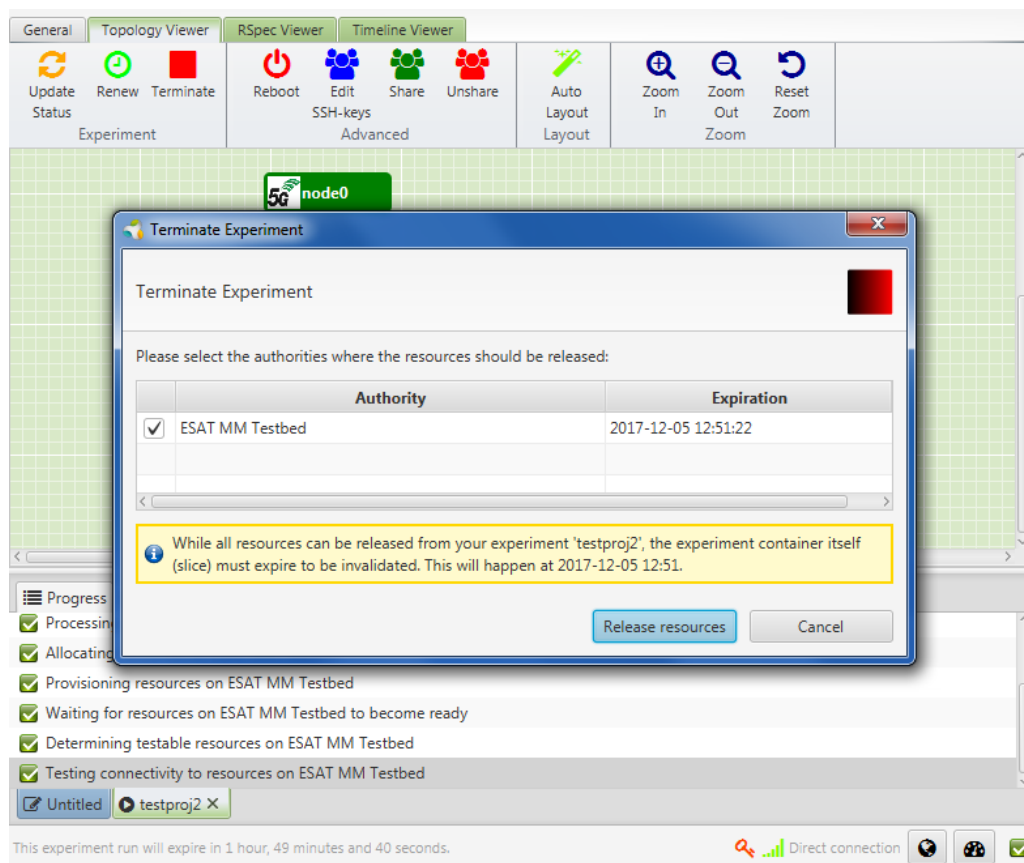 General Topology Viewer RSpec Viewer Timeline Viewer
Update Status Renew Terminate Reboot Edit SSH-keys Share Unshare Auto Layout Zoom In Zoom Out Reset Zoom
Experiment Advanced Layout Zoom
5G node0
Terminate Experiment
Terminate Experiment
Please select the authorities where the resources should be released:
Authority Expiration
ESAT MM Testbed 2017-12-05 12:51:22
While all resources can be released from your experiment 'testproj2', the experiment container itself
(slice) must expire to be invalidated. This will happen at 2017-12-05 12:51.
Release resources Cancel
Progress
Processin
Allocating
Provisioning resources on ESAT MM Testbed
Waiting for resources on ESAT MM Testbed to become ready
Determining testable resources on ESAT MM Testbed
Testing connectivity to resources on ESAT MM Testbed
Untitled testproj2
This experiment run will expire in 1 hour, 49 minutes and 40 seconds. Direct connection